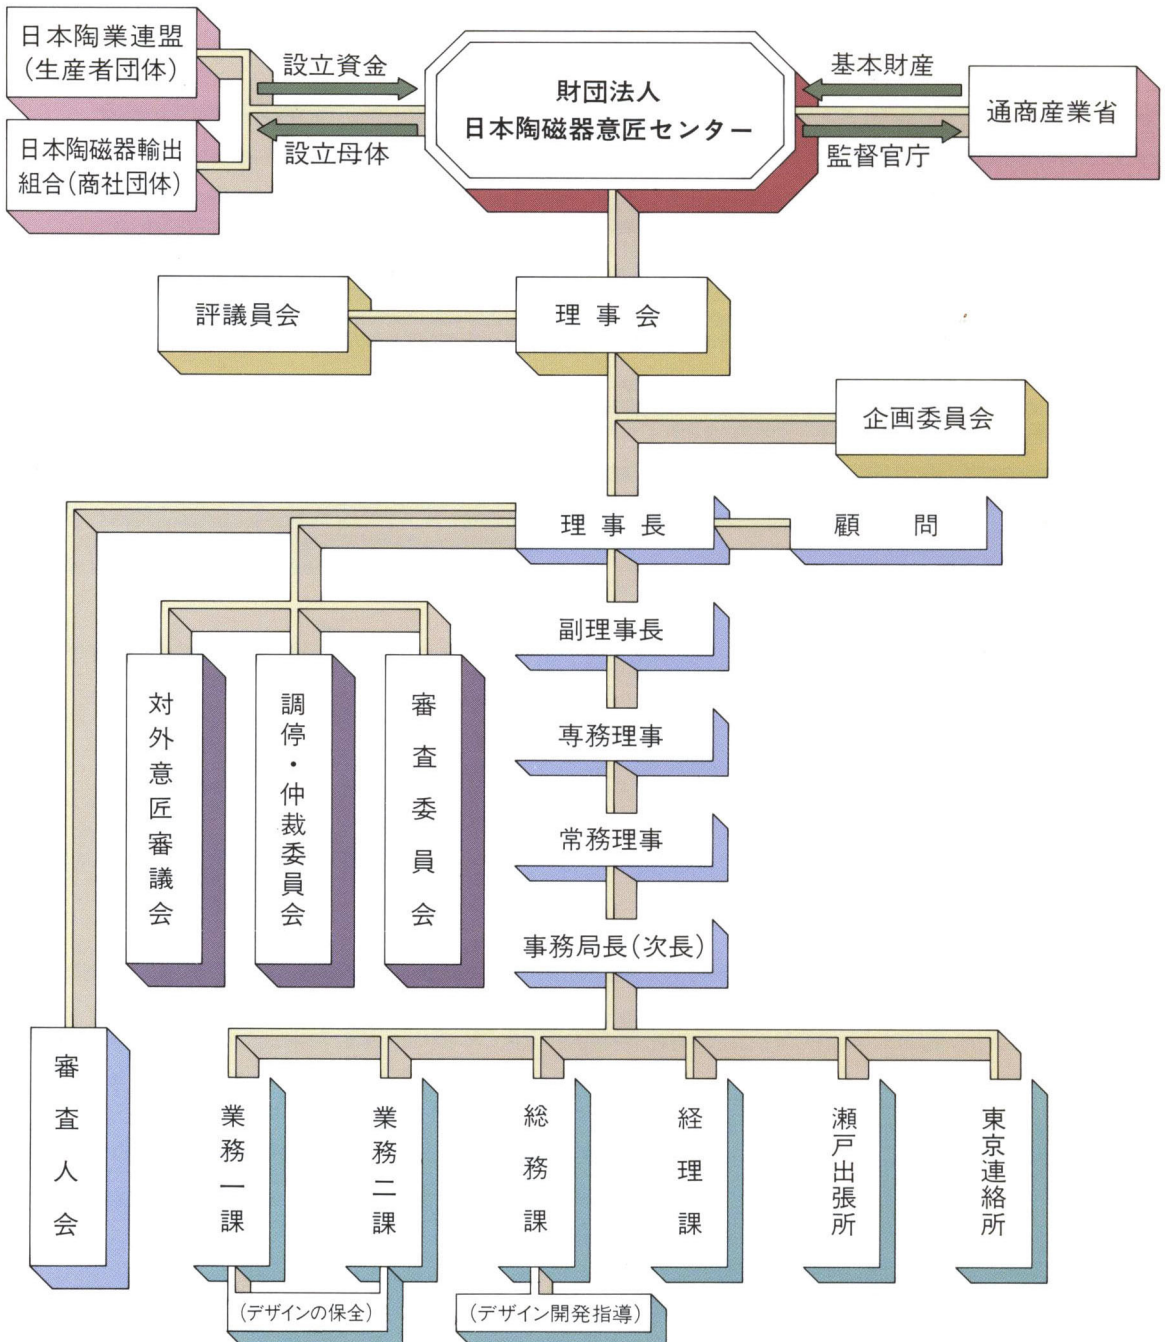 日本陶業連盟
(生産者団体)
日本陶磁器輸出
組合(商社団体)
設立資金
設立母体
財団法人
日本陶磁器意匠センター
基本財産
監督官庁
通商産業省
評議員会
理事会
企画委員会
理事長
顧問
副理事長
専務理事
常務理事
事務局長(次長)
対外意匠審議会
調停・仲裁委員会
審査委員会
審査人会
業務一課
業務二課
総務課
経理課
瀬戸出張所
東京連絡所
(デザインの保全)
(デザイン開発指導)